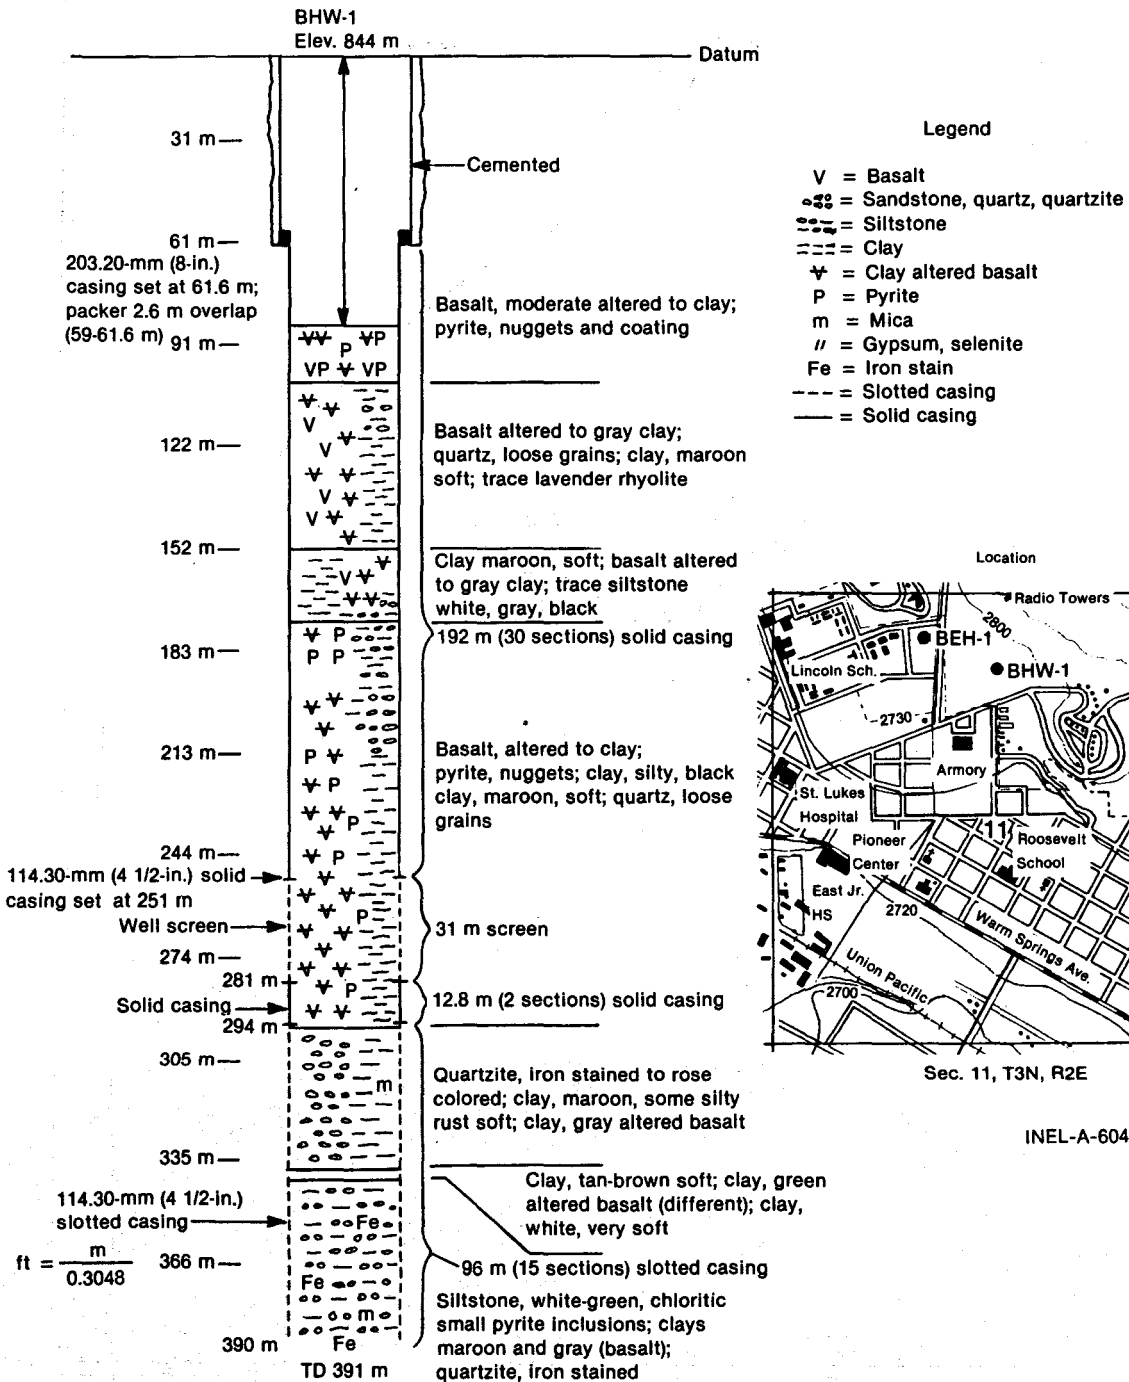 BHW-1
Elev. 844 m
Datum
31 m
Cemented
61 m
203.20-mm (8-in.)
casing set at 61.6 m;
packer 2.6 m overlap
(59-61.6 m)
91 m
V V V P
P
V P V V P
Basalt, moderate altered to clay;
pyrite, nuggets and coating
122 m
Basalt altered to gray clay;
quartz, loose grains; clay, maroon
soft; trace lavender rhyolite
152 m
Clay maroon, soft; basalt altered
to gray clay; trace siltstone
white, gray, black
192 m (30 sections) solid casing
183 m
213 m
Basalt, altered to clay;
pyrite, nuggets; clay, silty, black
clay, maroon, soft; quartz, loose
grains
244 m
114.30-mm (4 1/2-in.) solid
casing set at 251 m
Well screen
31 m screen
274 m
281 m
Solid casing
12.8 m (2 sections) solid casing
294 m
305 m
m
Quartzite, iron stained to rose
colored; clay, maroon, some silty
rust soft; clay, gray altered basalt
335 m
Clay, tan-brown soft; clay, green
altered basalt (different); clay,
white, very soft
114.30-mm (4 1/2-in.)
slotted casing
Fe
ft = m / 0.3048
366 m
96 m (15 sections) slotted casing
Fe
m
Siltstone, white-green, chloritic
small pyrite inclusions; clays
maroon and gray (basalt);
quartzite, iron stained
390 m
Fe
TD 391 m
Legend
V = Basalt
= Sandstone, quartz, quartzite
= Siltstone
= Clay
V = Clay altered basalt
P = Pyrite
m = Mica
// = Gypsum, selenite
Fe = Iron stain
--- = Slotted casing
— = Solid casing
Location
Radio Towers
2800
BEH-1
BHW-1
Lincoln Sch.
2730
Armory
St. Lukes
Hospital
Pioneer
Center
11
Roosevelt
School
East Jr.
HS
2720
Warm Springs Ave.
Union Pacific
2700
Sec. 11, T3N, R2E
INEL-A-604